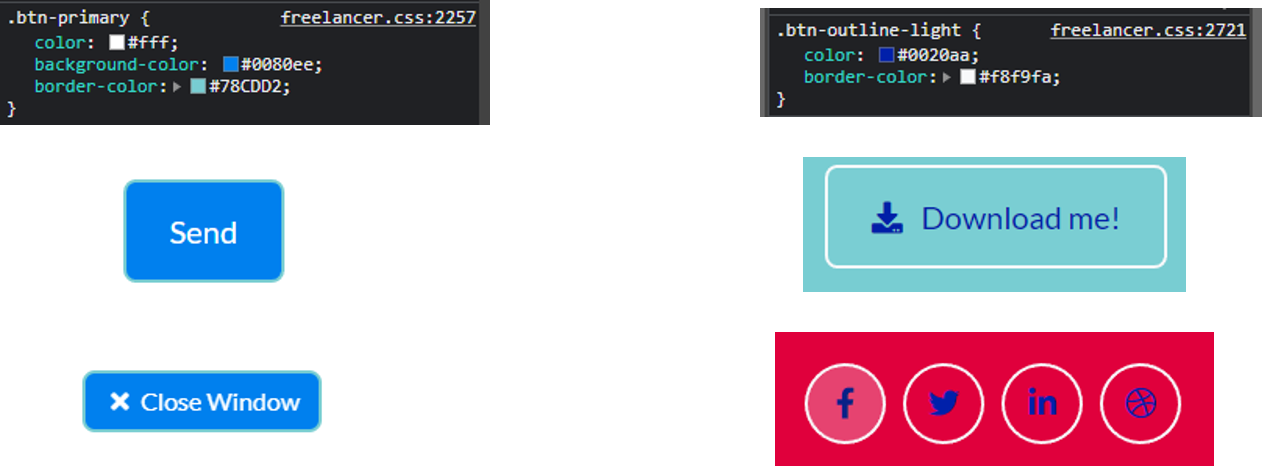 .btn-primary { freelancer.css:2257
color: #fff;
background-color: #0080ee;
border-color: #78CDD2;
}
.btn-outline-light { freelancer.css:2721
color: #0020aa;
border-color: #f8f9fa;
}
Send
Download me!
Close Window
f
in